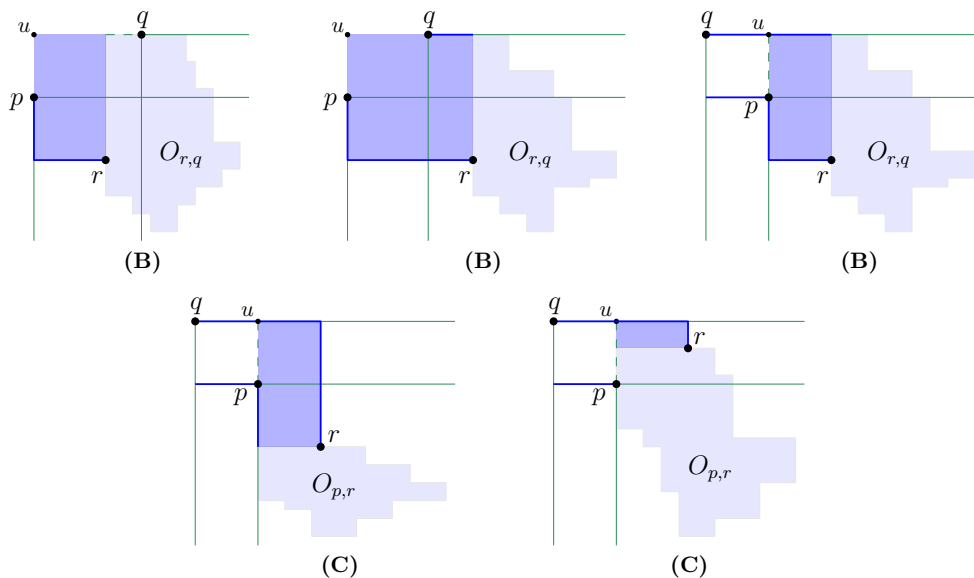 u q
p
O_{r,q}
r
(B)
u q
p
O_{r,q}
r
(B)
q u
p
O_{r,q}
r
(B)
q u
p
r
O_{p,r}
(C)
q u
r
p
O_{p,r}
(C)